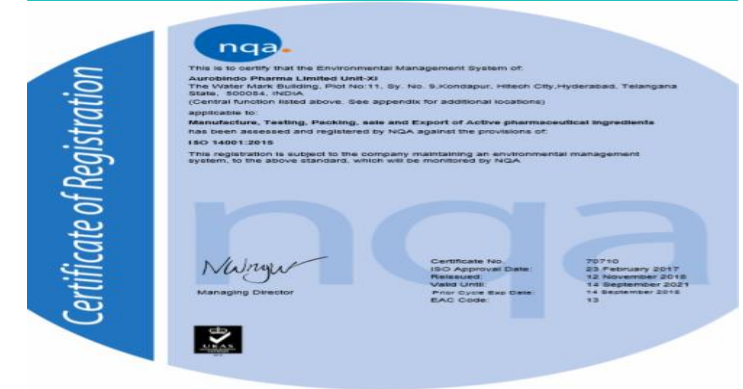 Certificate of Registration
nqa.
This is to certify that the Environmental Management System of:
Aurobindo Pharma Limited Unit-XI
The Water Mark Building, Plot No:11, Sy. No. 9,Kondapur, Hitech City,Hyderabad, Telangana
State, 500084, INDIA
(Central function listed above. See appendix for additional locations)
applicable to:
Manufacture, Testing, Packing, sale and Export of Active pharmaceutical Ingredients
has been assessed and registered by NQA against the provisions of:
ISO 14001:2015
This registration is subject to the company maintaining an environmental management
system, to the above standard, which will be monitored by NQA
nqa
Managing Director
Certificate No. 70710
ISO Approval Date: 23 February 2017
Reissued: 12 November 2018
Valid Until: 14 September 2021
Prior Cycle Exp Date: 14 September 2018
EAC Code: 13
UKAS